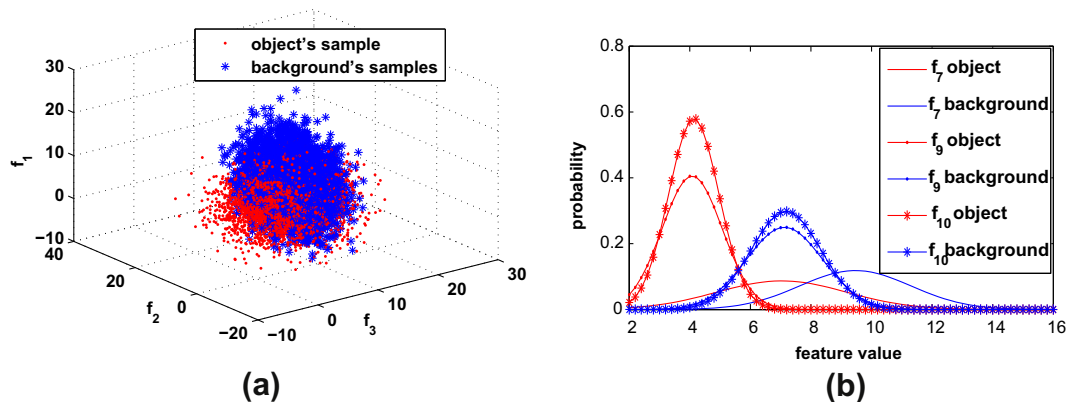 object's sample
background's samples
30
20
10
0
−10
f1
40
20
0
−20
f2
−10
0
10
20
30
f3
(a)
0.8
0.6
0.4
0.2
0
probability
2
4
6
8
10
12
14
16
feature value
f7 object
f7 background
f9 object
f9 background
f10 object
f10 background
(b)